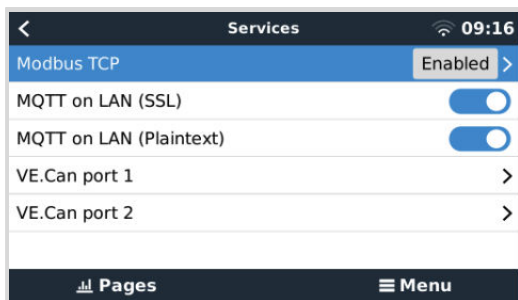 Services
09:16
Modbus TCP Enabled
MQTT on LAN (SSL)
MQTT on LAN (Plaintext)
VE.Can port 1
VE.Can port 2
Pages Menu